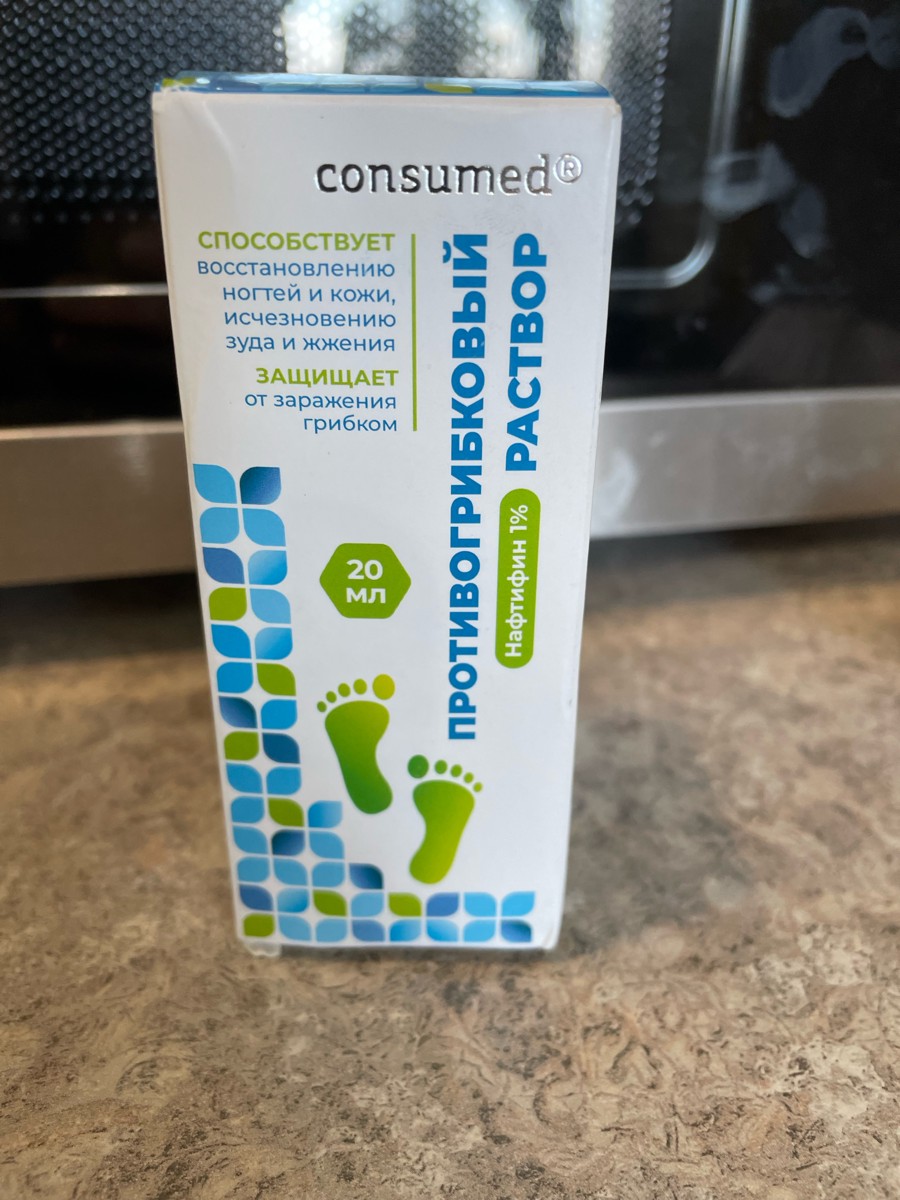 consumed®
СПОСОБСТВУЕТ
восстановлению
ногтей и кожи,
исчезновению
зуда и жжения
ЗАЩИЩАЕТ
от заражения
грибком
ПРОТИВОГРИБКОВЫЙ
РАСТВОР
Нафтифин 1%
20
мл